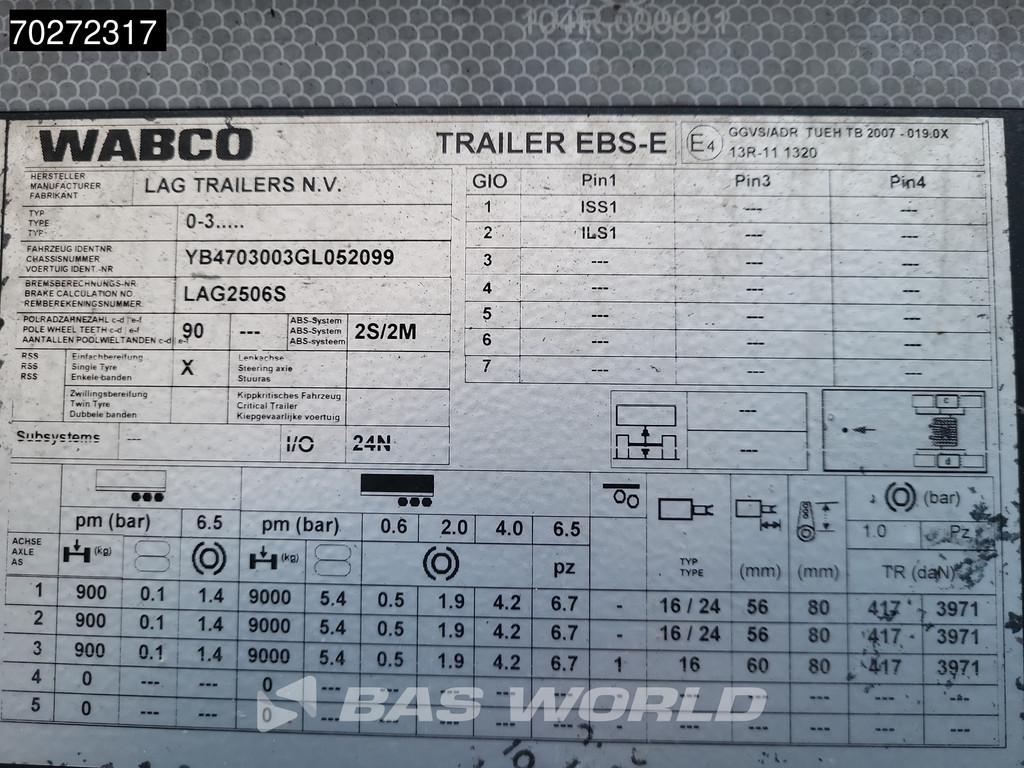 70272317
104R-000001
WABCO TRAILER EBS-E E4 GGVS/ADR TUEH TB 2007 - 019.0X
13R-11 1320
HERSTELLER
MANUFACTURER
FABRIKANT
LAG TRAILERS N.V.
TYP
TYPE
TYP
0-3.....
FAHRZEUG IDENTNR
CHASSISNUMMER
VOERTUIG IDENT.-NR
YB4703003GL052099
BREMSBERECHNUNGS-NR.
BRAKE CALCULATION NO.
REMBEREKENINGSNUMMER
LAG2506S
POLRADZAHNEZAHL c-d | e-f
POLE WHEEL TEETH c-d | e-f
AANTALLEN POOLWIELTANDEN c-d | e-f
90 ---
ABS-System
ABS-System
ABS-systeem
2S/2M
RSS
RSS
RSS
Einfachbereifung
Single Tyre
Enkele banden
X
Lenkachse
Steering axie
Stuuras
Zwillingsbereifung
Twin Tyre
Dubbele banden
Kippkritisches Fahrzeug
Critical Trailer
Kiepgevaarlijke voertuig
Subsystems --- I/O 24N
GIO Pin1 Pin3 Pin4
1 ISS1 --- ---
2 ILS1 --- ---
3 --- --- ---
4 --- --- ---
5 --- --- ---
6 --- --- ---
7 --- --- ---
---
---
c
d
pm (bar) 6.5 pm (bar) 0.6 2.0 4.0 6.5 (bar)
1.0 Pz
ACHSE
AXLE
AS
(kg) (kg) pz
TYP
TYPE
(mm) (mm) TR (daN)
1 900 0.1 1.4 9000 5.4 0.5 1.9 4.2 6.7 - 16 / 24 56 80 417 3971
2 900 0.1 1.4 9000 5.4 0.5 1.9 4.2 6.7 - 16 / 24 56 80 417 3971
3 900 0.1 1.4 9000 5.4 0.5 1.9 4.2 6.7 1 16 60 80 417 3971
4 0 --- --- 0 --- --- --- --- --- --- --- --- --- --- ---
5 0 --- --- 0 --- --- --- --- --- --- --- --- --- --- ---
BAS WORLD